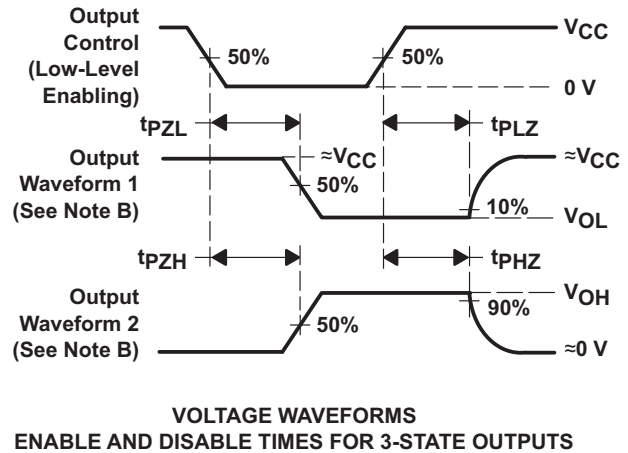 Output
Control
(Low-Level
Enabling)
50%
50%
VCC
0 V
tPZL
tPLZ
Output
Waveform 1
(See Note B)
≈VCC
50%
10%
≈VCC
VOL
tPZH
tPHZ
Output
Waveform 2
(See Note B)
50%
90%
VOH
≈0 V
VOLTAGE WAVEFORMS
ENABLE AND DISABLE TIMES FOR 3-STATE OUTPUTS